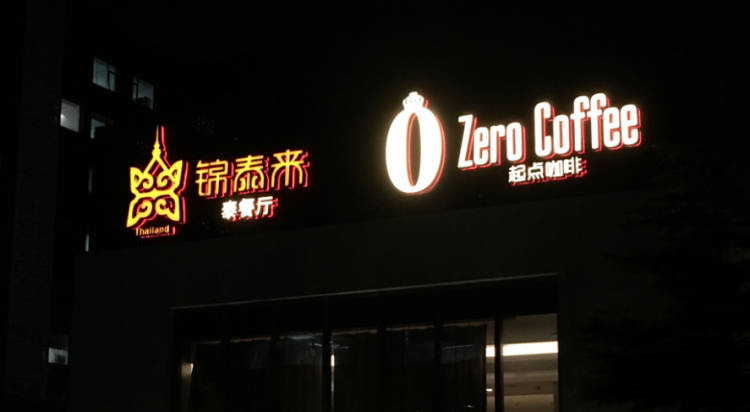 锦泰来
泰餐厅
Thailand
0 Zero Coffee
起点咖啡